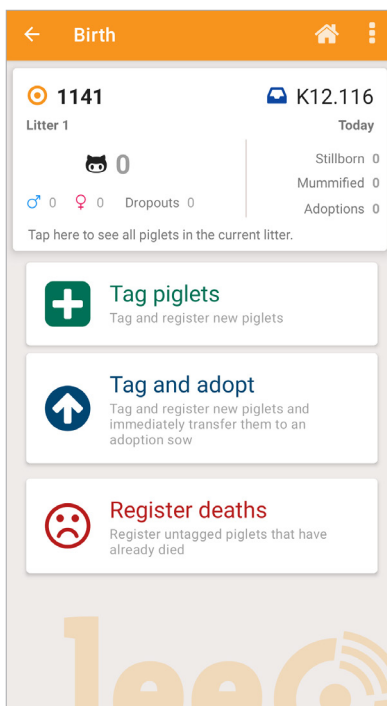 Birth
1141
K12.116
Litter 1
Today
0
Stillborn 0
Mummified 0
Adoptions 0
0 0 Dropouts 0
Tap here to see all piglets in the current litter.
Tag piglets
Tag and register new piglets
Tag and adopt
Tag and register new piglets and
immediately transfer them to an
adoption sow
Register deaths
Register untagged piglets that have
already died